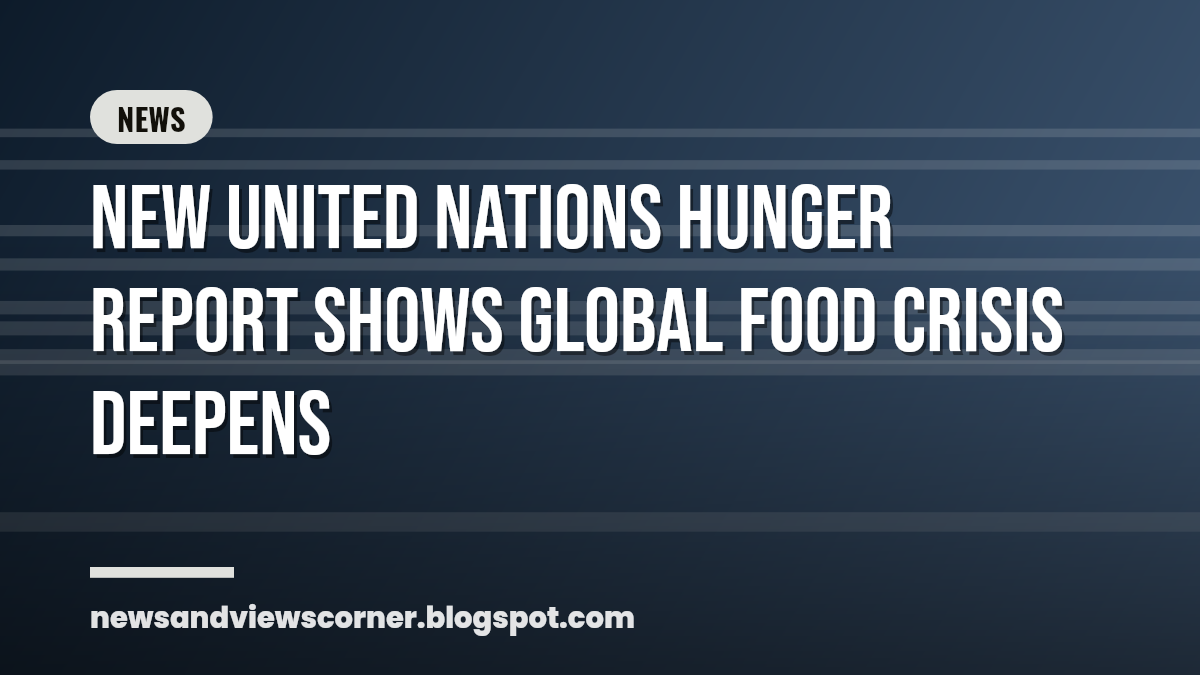 NEWS
NEW UNITED NATIONS HUNGER
REPORT SHOWS GLOBAL FOOD CRISIS
DEEPENS
newsandviewscorner.blogspot.com